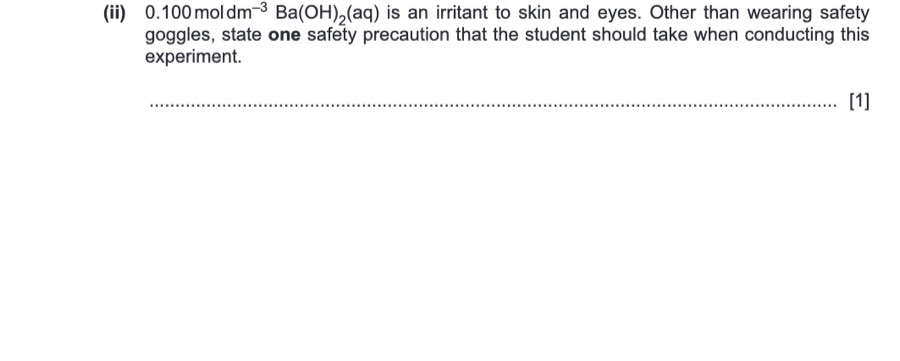 (ii) 0.100 mol dm⁻³ Ba(OH)₂(aq) is an irritant to skin and eyes. Other than wearing safety
goggles, state one safety precaution that the student should take when conducting this
experiment.
.......................................................................................................................................... [1]